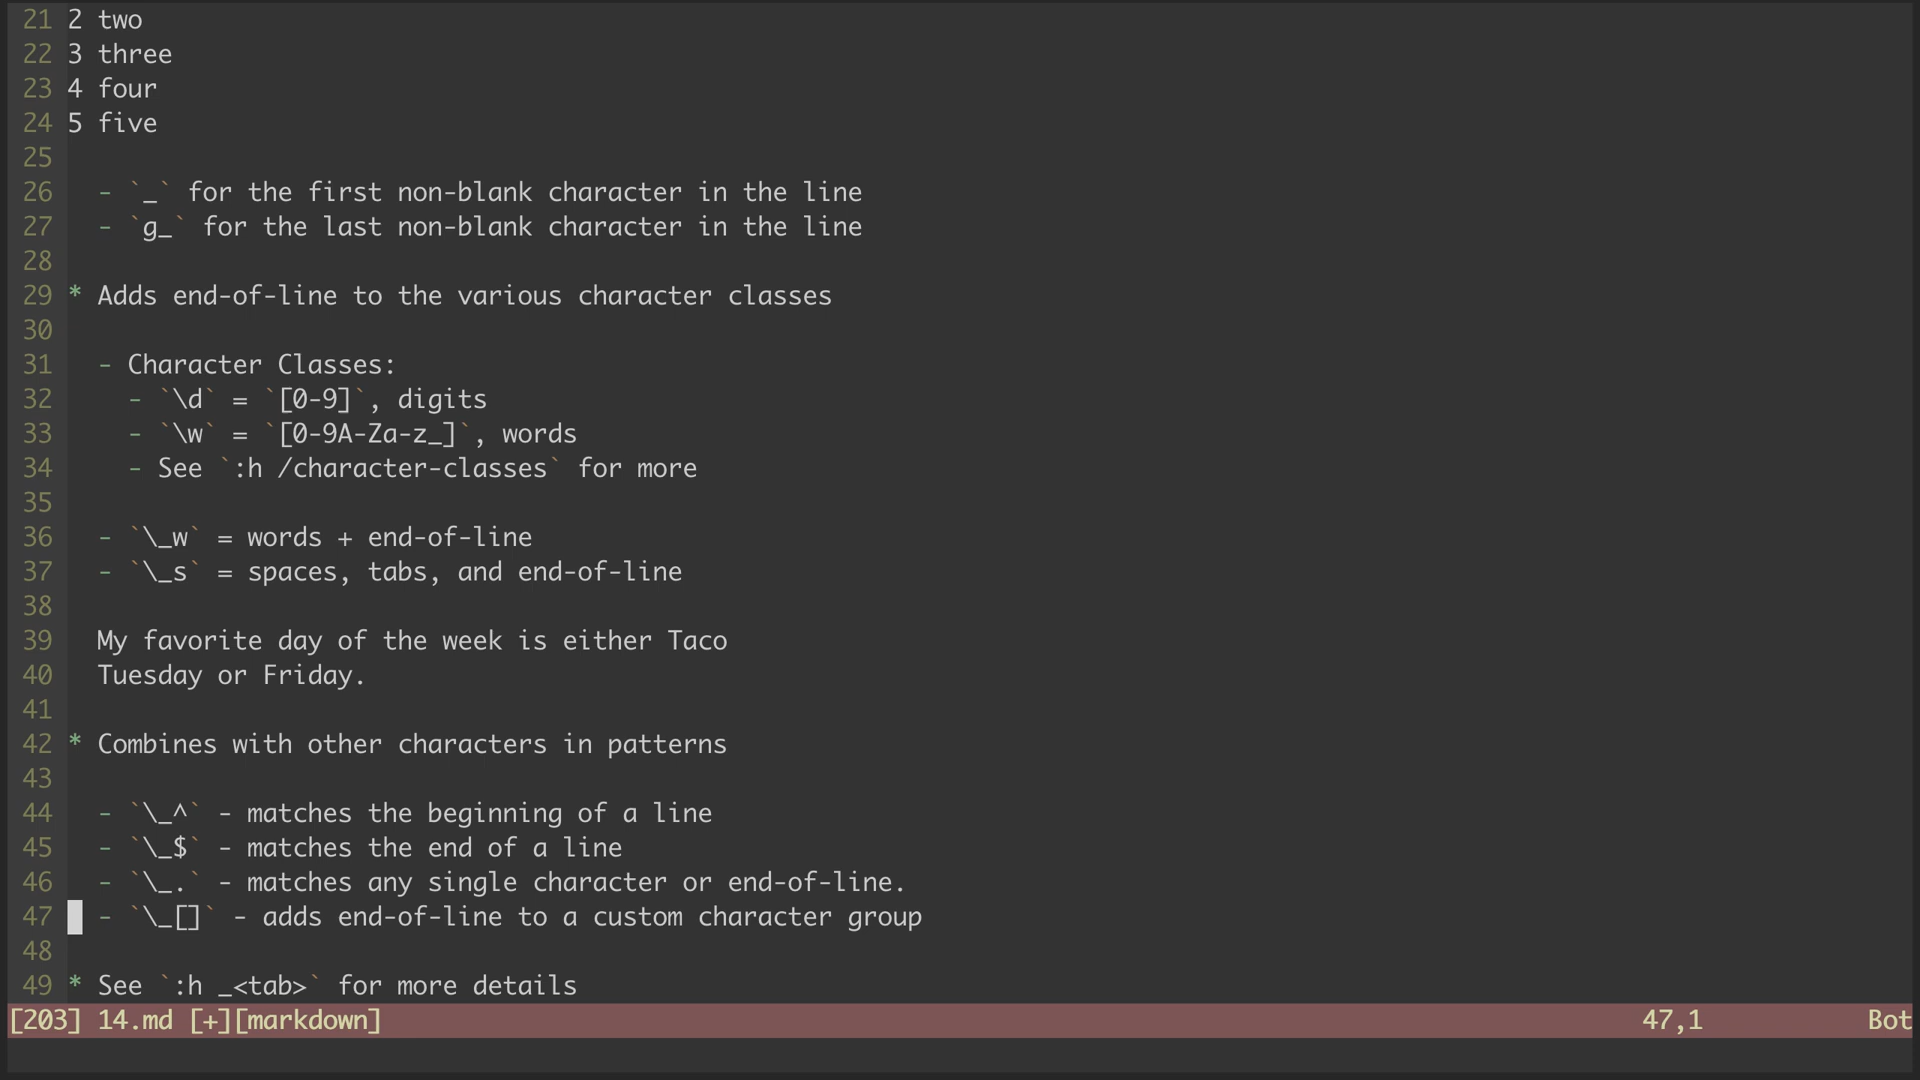 21 2 two
22 3 three
23 4 four
24 5 five
25
26   - `_` for the first non-blank character in the line
27   - `g_` for the last non-blank character in the line
28
29 * Adds end-of-line to the various character classes
30
31   - Character Classes:
32     - `\d` = `[0-9]`, digits
33     - `\w` = `[0-9A-Za-z_]`, words
34     - See `:h /character-classes` for more
35
36   - `\_w` = words + end-of-line
37   - `\_s` = spaces, tabs, and end-of-line
38
39   My favorite day of the week is either Taco
40   Tuesday or Friday.
41
42 * Combines with other characters in patterns
43
44   - `\_^` - matches the beginning of a line
45   - `\_$` - matches the end of a line
46   - `\_.` - matches any single character or end-of-line.
47   - `\_[]` - adds end-of-line to a custom character group
48
49 * See `:h _<tab>` for more details
[203] 14.md [+][markdown] 47,1 Bot